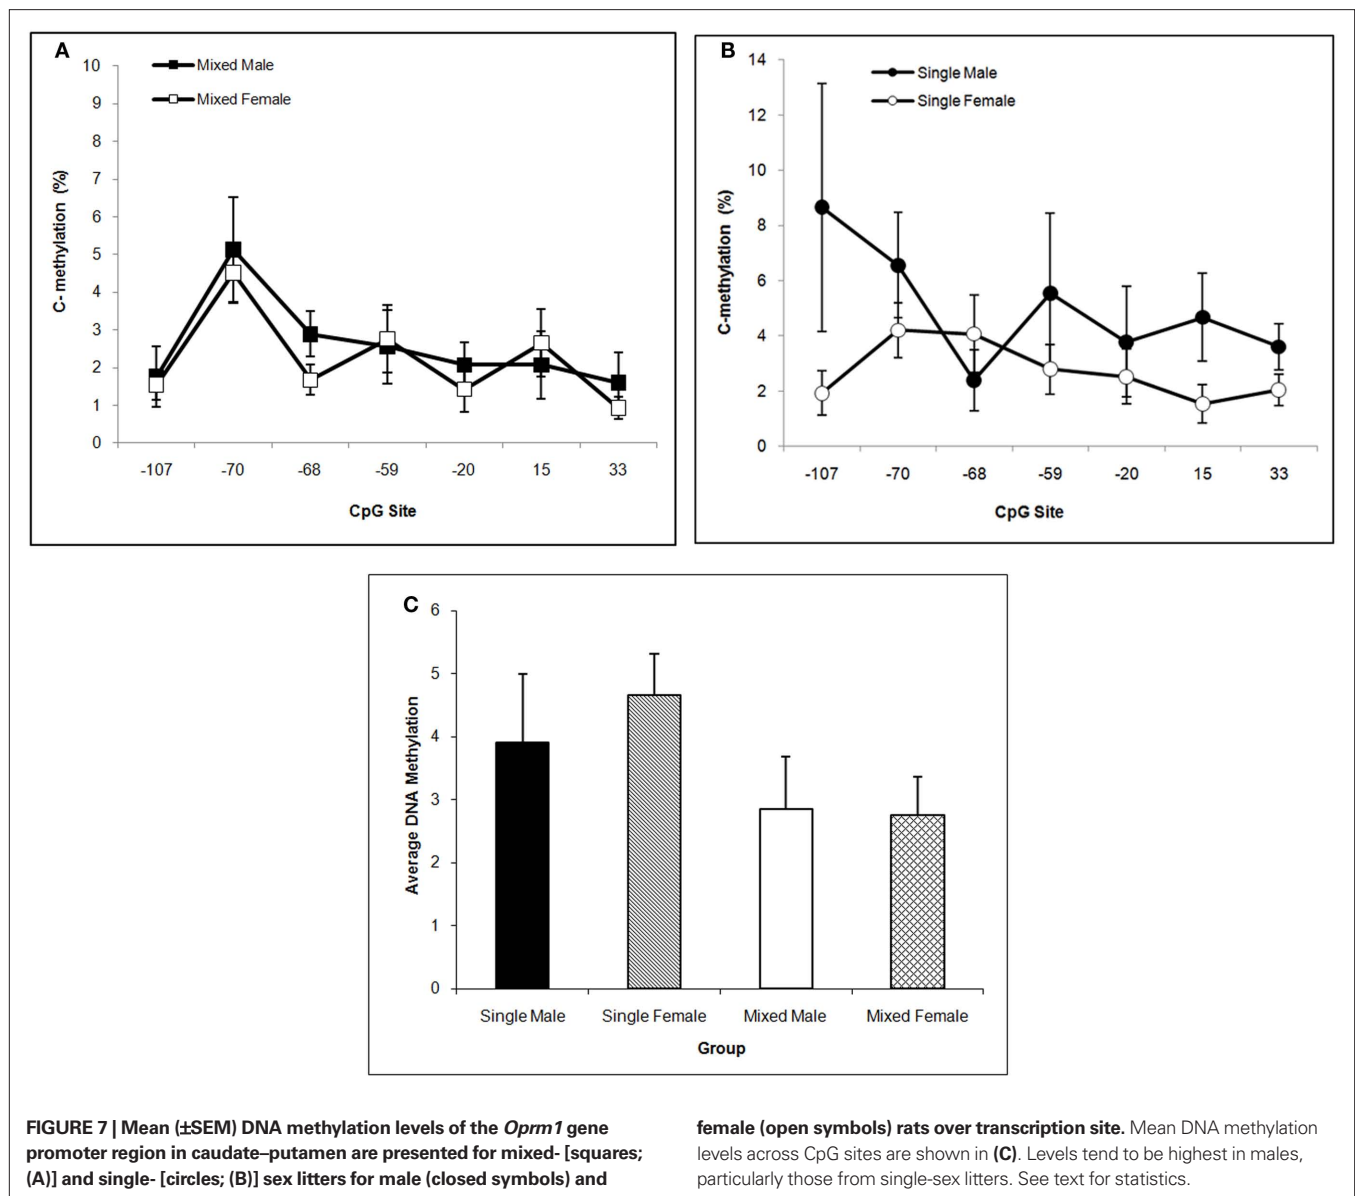 A
Mixed Male
Mixed Female
10
9
8
7
6
5
4
3
2
1
0
C- methylation (%)
-107 -70 -68 -59 -20 15 33
CpG Site
B
Single Male
Single Female
14
12
10
8
6
4
2
0
C-methylation (%)
-107 -70 -68 -59 -20 15 33
CpG Site
C
6
5
4
3
2
1
0
Average DNA Methylation
Single Male Single Female Mixed Male Mixed Female
Group
FIGURE 7 | Mean (±SEM) DNA methylation levels of the Oprm1 gene
promoter region in caudate–putamen are presented for mixed- [squares;
(A)] and single- [circles; (B)] sex litters for male (closed symbols) and
female (open symbols) rats over transcription site. Mean DNA methylation
levels across CpG sites are shown in (C). Levels tend to be highest in males,
particularly those from single-sex litters. See text for statistics.